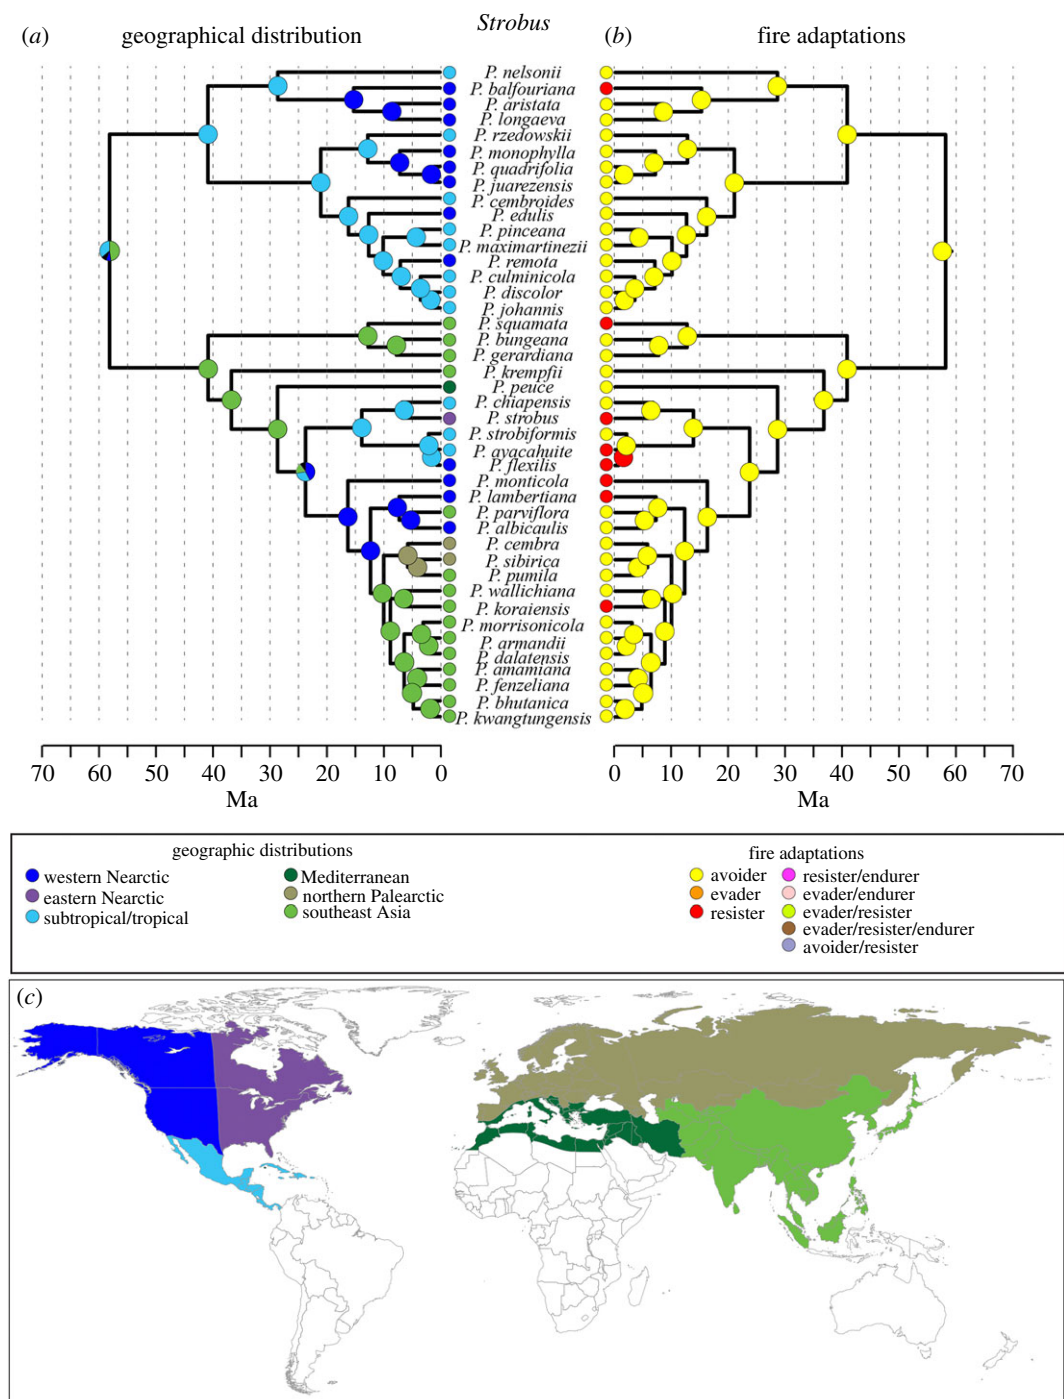 Strobus
(a) geographical distribution
(b) fire adaptations
P. nelsonii
P. balfouriana
P. aristata
P. longaeva
P. rzedowskii
P. monophylla
P. quadrifolia
P. juarezensis
P. cembroides
P. edulis
P. pinceana
P. maximartinezii
P. remota
P. culminicola
P. discolor
P. johannis
P. squamata
P. bungeana
P. gerardiana
P. krempfii
P. peuce
P. chiapensis
P. strobus
P. strobiformis
P. ayacahuite
P. flexilis
P. monticola
P. lambertiana
P. parviflora
P. albicaulis
P. cembra
P. sibirica
P. pumila
P. wallichiana
P. koraiensis
P. morrisonicola
P. armandii
P. dalatensis
P. amamiana
P. fenzeliana
P. bhutanica
P. kwangtungensis
70 60 50 40 30 20 10 0
Ma
0 10 20 30 40 50 60 70
Ma
geographic distributions
western Nearctic
eastern Nearctic
subtropical/tropical
Mediterranean
northern Palearctic
southeast Asia
fire adaptations
avoider
evader
resister
resister/endurer
evader/endurer
evader/resister
evader/resister/endurer
avoider/resister
(c)